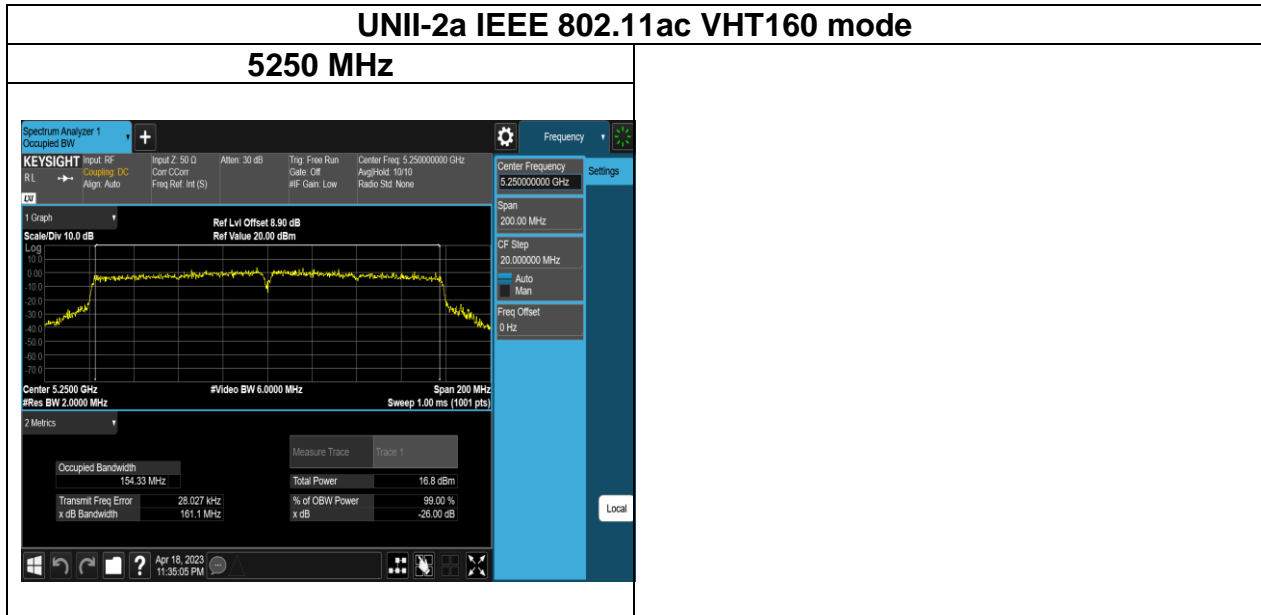 UNII-2a IEEE 802.11ac VHT160 mode
5250 MHz
Spectrum Analyzer 1
Occupied BW
Frequency
KEYSIGHT
R L
LXI
Input: RF
Coupling: DC
Align: Auto
Input Z: 50 Ω
Corr CCorr
Freq Ref: Int (S)
Atten: 30 dB
Trig: Free Run
Gate: Off
#IF Gain: Low
Center Freq: 5.250000000 GHz
Avg|Hold: 10/10
Radio Std: None
Center Frequency
5.250000000 GHz
Settings
Span
200.00 MHz
CF Step
20.000000 MHz
Auto
Man
Freq Offset
0 Hz
1 Graph
Scale/Div 10.0 dB
Ref Lvl Offset 8.90 dB
Ref Value 20.00 dBm
Log
10.0
0.00
-10.0
-20.0
-30.0
-40.0
-50.0
-60.0
-70.0
Center 5.2500 GHz
#Video BW 6.0000 MHz
Span 200 MHz
#Res BW 2.0000 MHz
Sweep 1.00 ms (1001 pts)
2 Metrics
Measure Trace Trace 1
Occupied Bandwidth
154.33 MHz
Total Power 16.8 dBm
Transmit Freq Error 28.027 kHz
% of OBW Power 99.00 %
x dB Bandwidth 161.1 MHz
x dB -26.00 dB
Local
?
Apr 18, 2023
11:35:05 PM